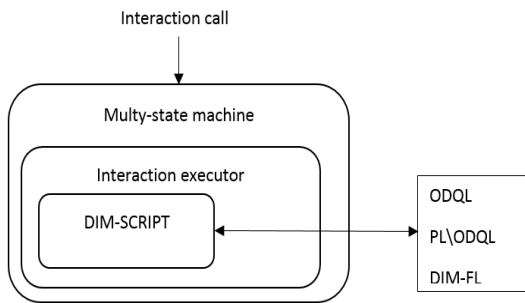 Interaction call
Multy-state machine
Interaction executor
DIM-SCRIPT
ODQL
PL\ODQL
DIM-FL